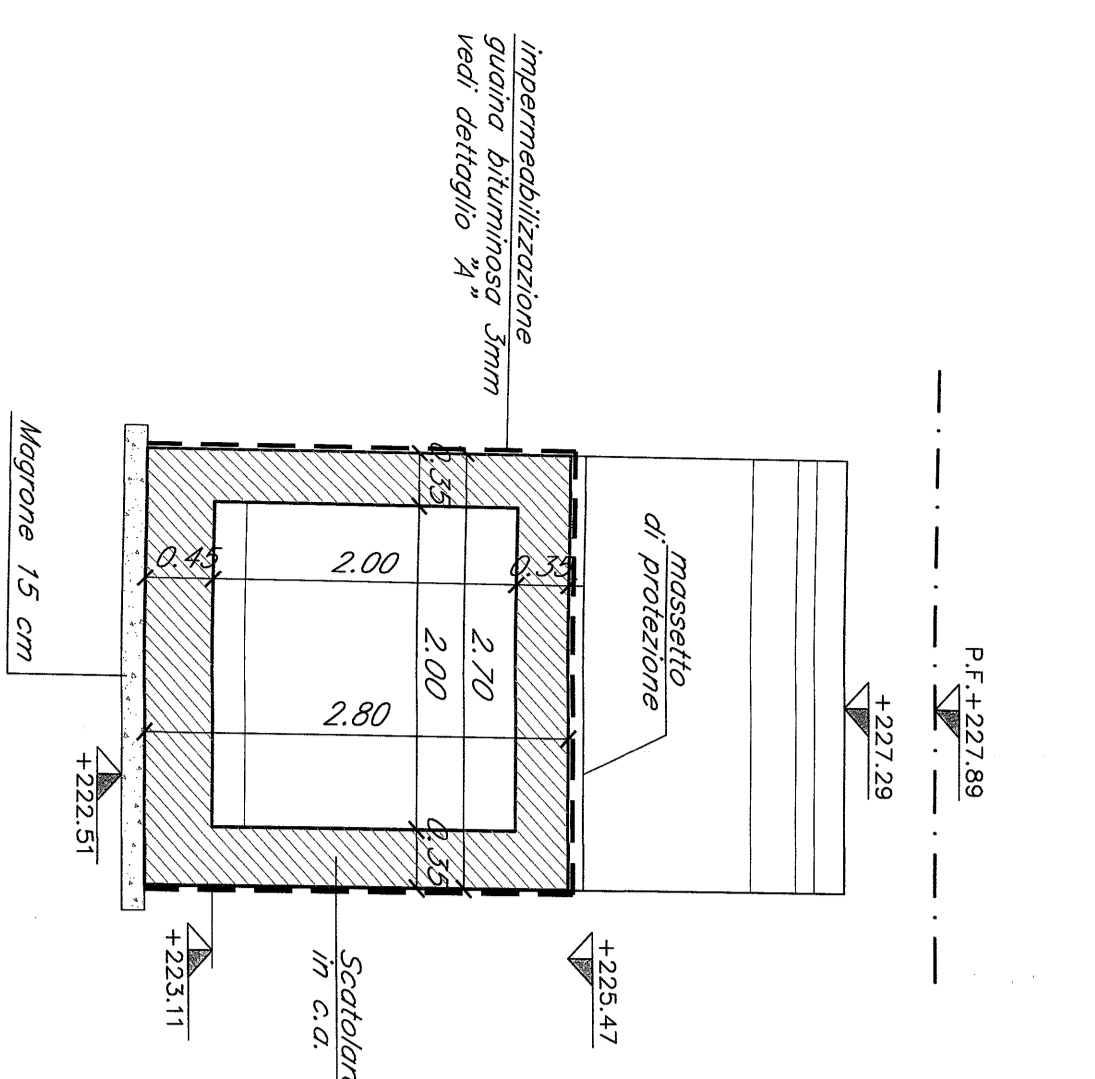 impermeabilizzazione
guaina bituminosa 3mm
vedi dettaglio "A"
P.F.+227.89
+227.29
massetto
di protezione
0.35
0.45
2.00
0.35
2.70
2.00
2.80
0.35
Magrone 15 cm
+222.51
+223.11
+225.47
in c.a.